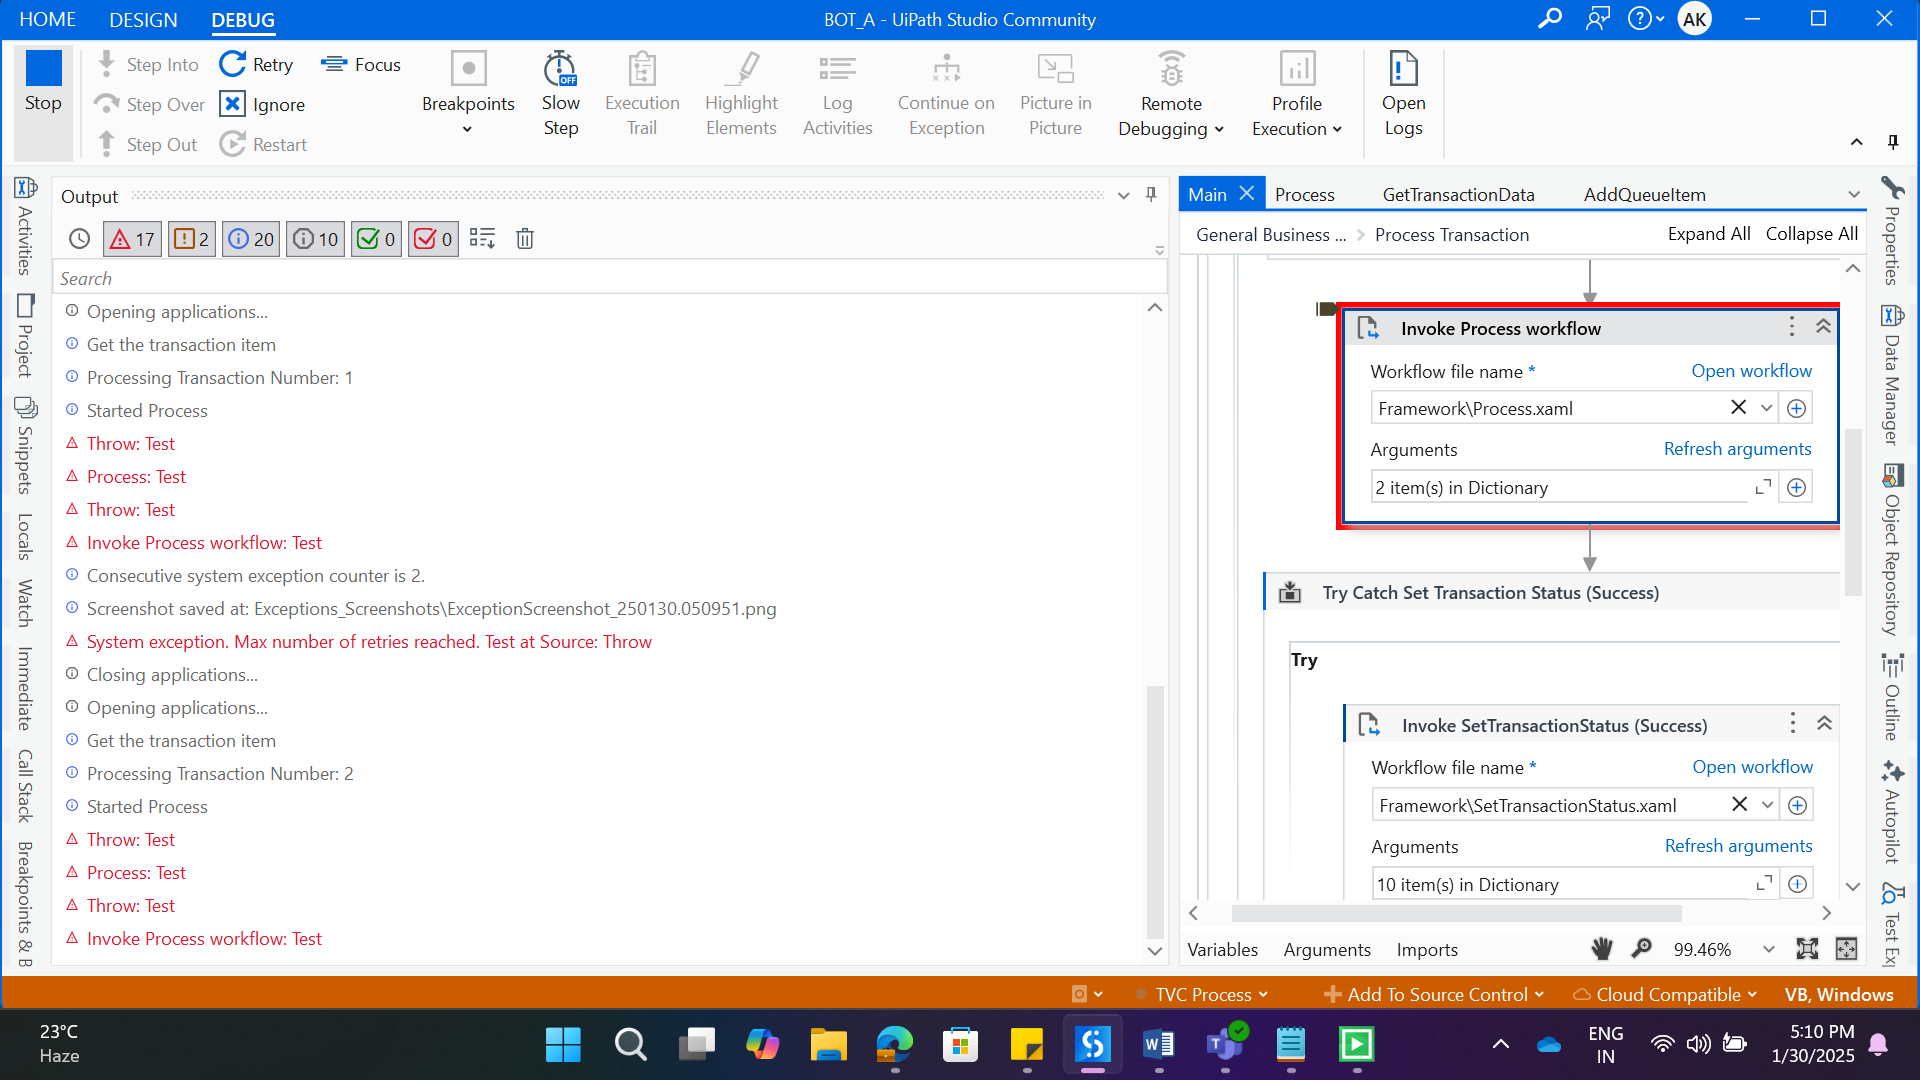 HOME DESIGN DEBUG
BOT_A - UiPath Studio Community
AK
Stop
Step Into
Step Over
Step Out
Retry
Ignore
Restart
Focus
Breakpoints
Slow Step
OFF
Execution Trail
Highlight Elements
Log Activities
Continue on Exception
Picture in Picture
Remote Debugging
Profile Execution
Open Logs
Activities
Project
Snippets
Locals
Watch
Immediate
Call Stack
Breakpoints & B
Output
17 2 20 10 0 0
Search
Opening applications...
Get the transaction item
Processing Transaction Number: 1
Started Process
Throw: Test
Process: Test
Throw: Test
Invoke Process workflow: Test
Consecutive system exception counter is 2.
Screenshot saved at: Exceptions_Screenshots\ExceptionScreenshot_250130.050951.png
System exception. Max number of retries reached. Test at Source: Throw
Closing applications...
Opening applications...
Get the transaction item
Processing Transaction Number: 2
Started Process
Throw: Test
Process: Test
Throw: Test
Invoke Process workflow: Test
Main Process GetTransactionData AddQueueItem
General Business ... > Process Transaction
Expand All Collapse All
Invoke Process workflow
Workflow file name * Open workflow
Framework\Process.xaml
Arguments Refresh arguments
2 item(s) in Dictionary
Try Catch Set Transaction Status (Success)
Try
Invoke SetTransactionStatus (Success)
Workflow file name * Open workflow
Framework\SetTransactionStatus.xaml
Arguments Refresh arguments
10 item(s) in Dictionary
Variables Arguments Imports
99.46%
Properties
Data Manager
Object Repository
Outline
Autopilot
Test Exp
TVC Process Add To Source Control Cloud Compatible VB, Windows
23°C
Haze
ENG
IN
5:10 PM
1/30/2025